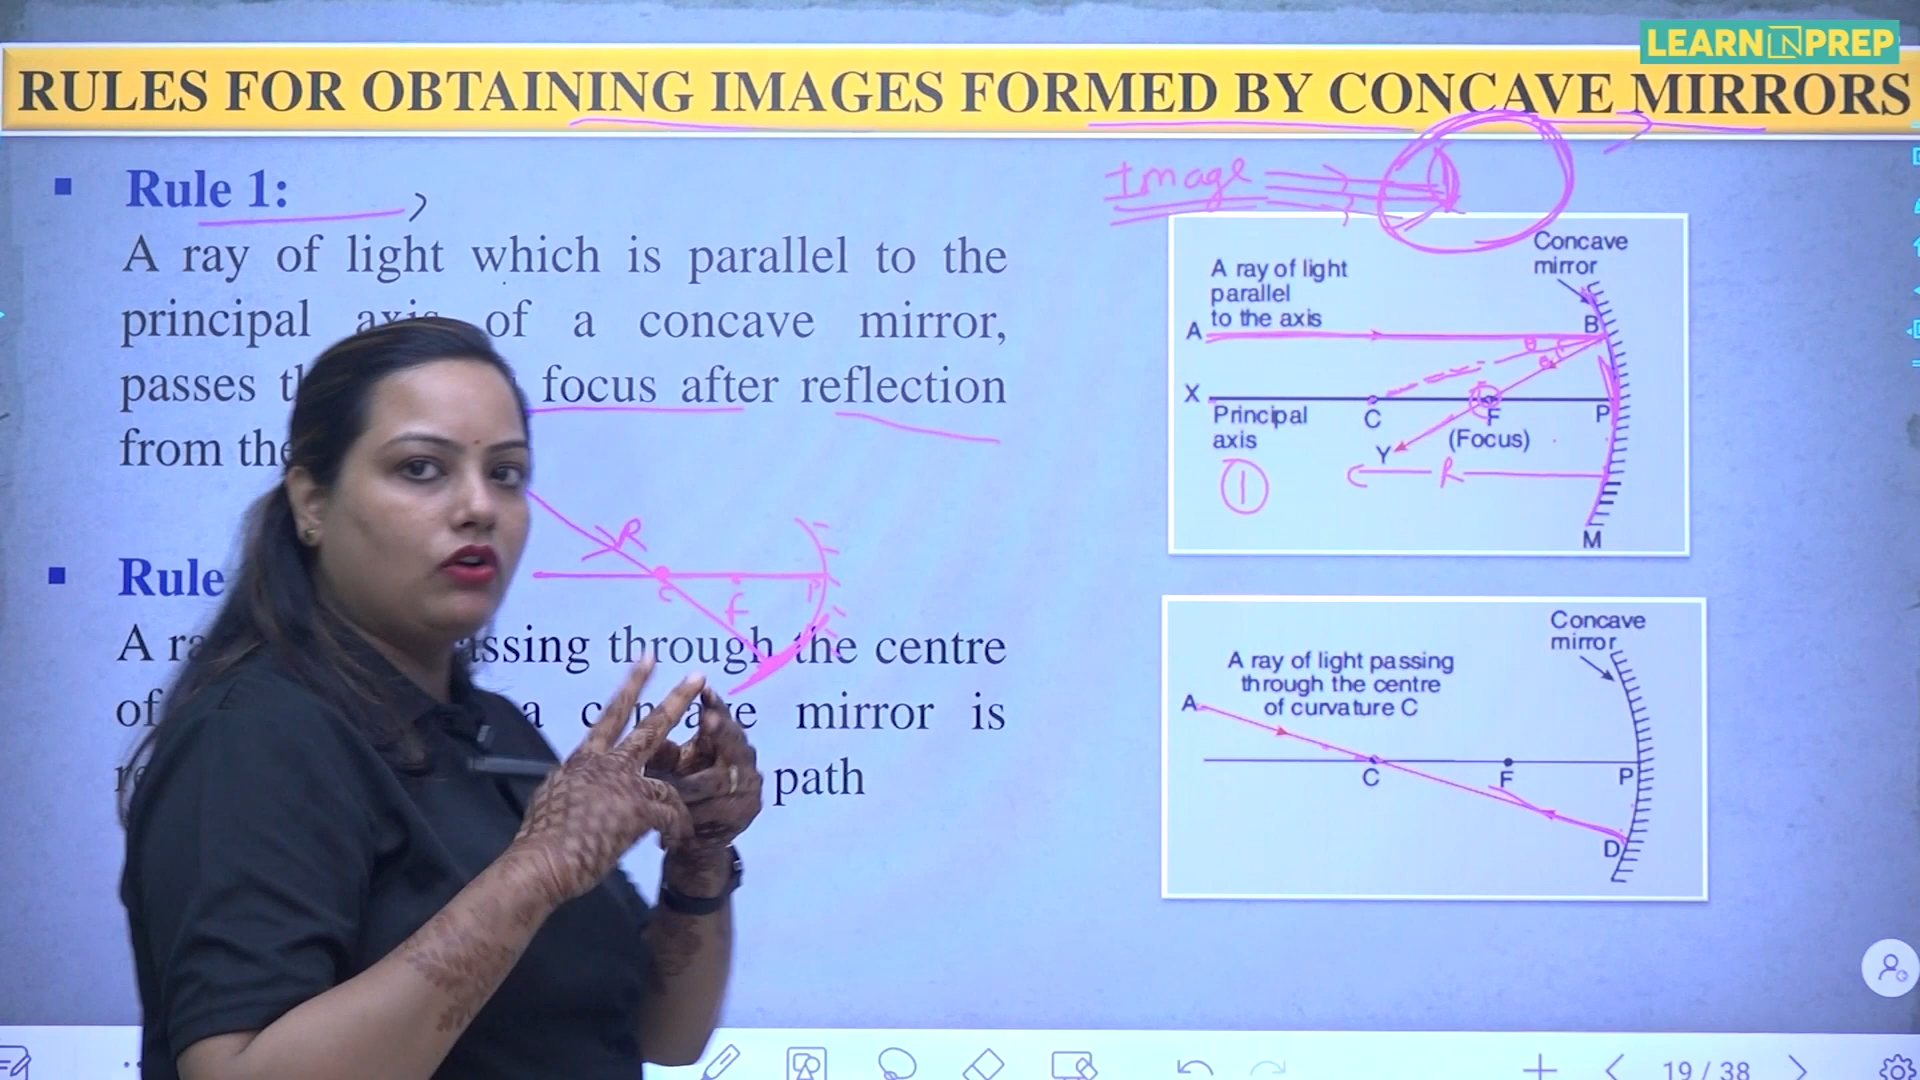 LEARN N PREP
RULES FOR OBTAINING IMAGES FORMED BY CONCAVE MIRRORS
Rule 1:
A ray of light which is parallel to the
principal axis of a concave mirror,
passes focus after reflection
from the
Rule
A ssing through the centre
of a mirror is
path
R
C f P
Image
Concave
mirror
A ray of light
parallel
to the axis
A B
θ
X C F P
Principal
axis
(Focus)
Y
R
1
M
Concave
mirror
A ray of light passing
through the centre
of curvature C
A
C F P
D
19 / 38